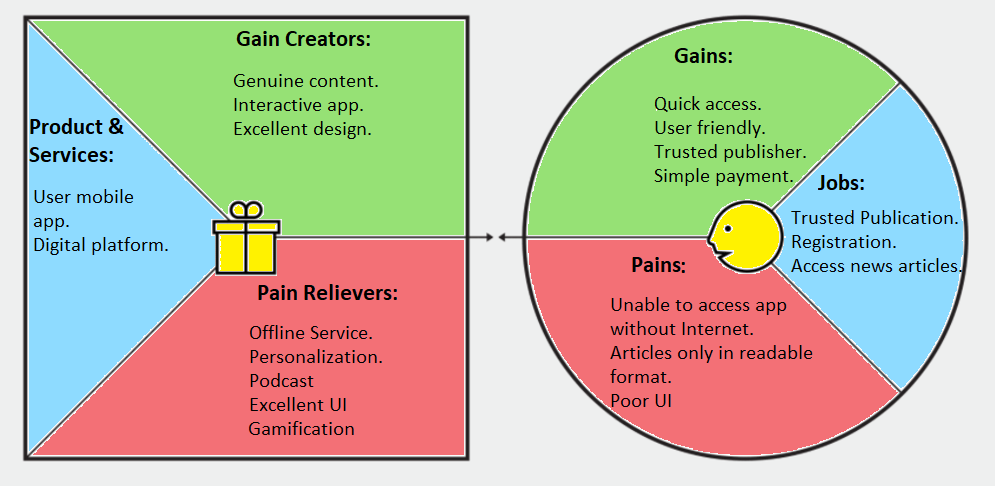 Gain Creators:
Genuine content.
Interactive app.
Excellent design.
Product &
Services:
User mobile
app.
Digital platform.
Pain Relievers:
Offline Service.
Personalization.
Podcast
Excellent UI
Gamification
Gains:
Quick access.
User friendly.
Trusted publisher.
Simple payment.
Jobs:
Trusted Publication.
Registration.
Access news articles.
Pains:
Unable to access app
without Internet.
Articles only in readable
format.
Poor UI